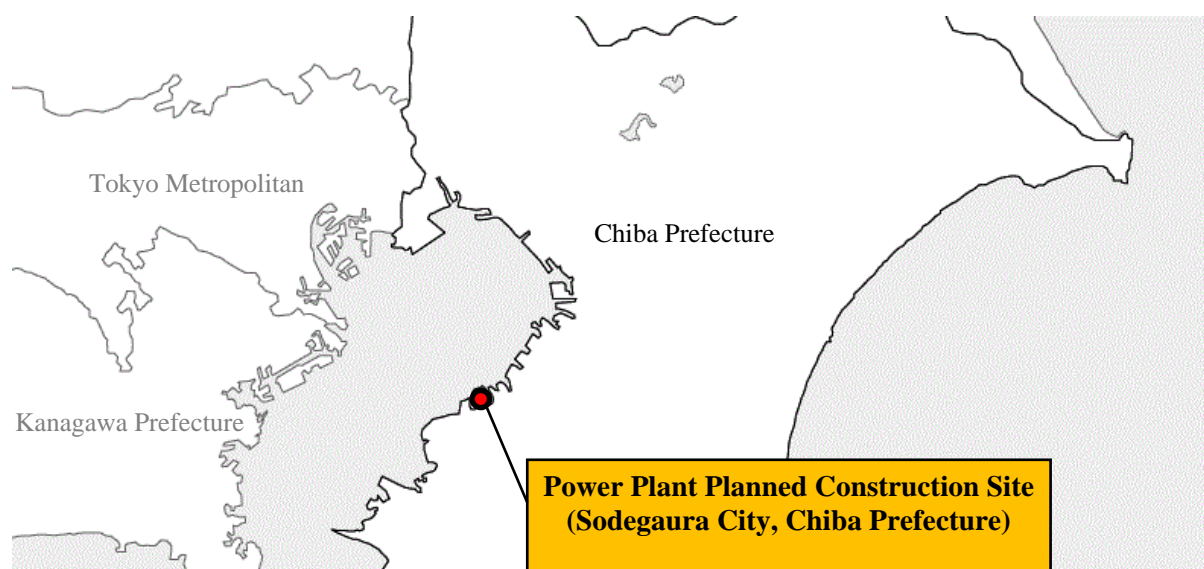 Tokyo Metropolitan
Chiba Prefecture
Kanagawa Prefecture
Power Plant Planned Construction Site
(Sodegaura City, Chiba Prefecture)